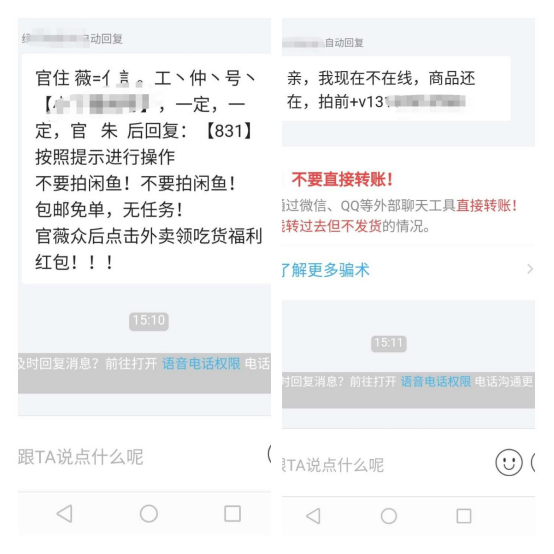 自动回复
官住 薇=亻言。工丶仲丶号丶
【
】，一定，一
定，官 朱 后回复：【831】
按照提示进行操作
不要拍闲鱼！不要拍闲鱼！
包邮免单，无任务！
官薇众后点击外卖领吃货福利
红包！！！
15:10
及时回复消息？前往打开 语音电话权限 电话
跟TA说点什么呢
自动回复
亲，我现在不在线，商品还
在，拍前+v13
不要直接转账！
通过微信、QQ等外部聊天工具直接转账！
钱转过去但不发货的情况。
了解更多骗术
15:11
时回复消息？前往打开 语音电话权限 电话沟通更
跟TA说点什么呢